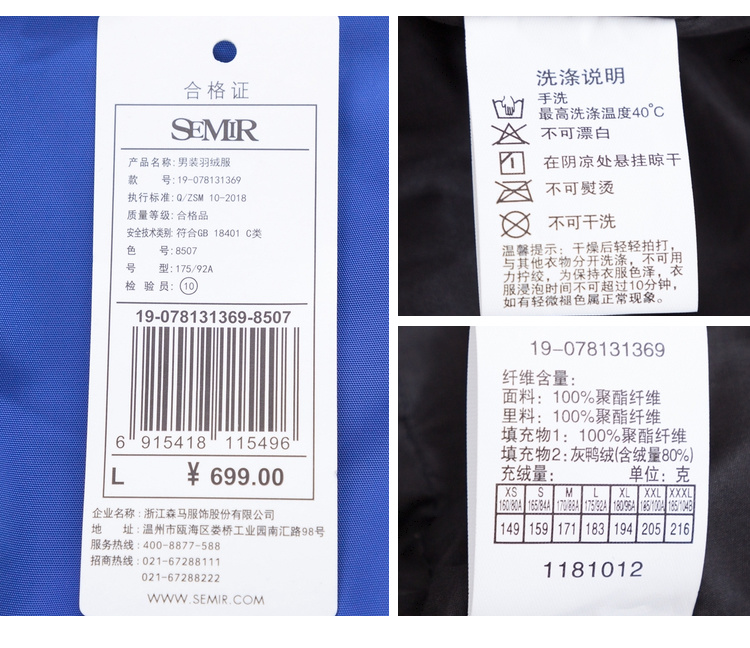 合格证
SEMIR
产品名称: 男装羽绒服
款 号:19-078131369
执行标准: Q/ZSM 10-2018
质量等级: 合格品
安全技术类别: 符合GB 18401 C类
色 号:8507
号 型:175/92A
检 验 员: 10
19-078131369-8507
6 915418 115496
L ¥ 699.00
企业名称: 浙江森马服饰股份有限公司
地 址: 温州市瓯海区娄桥工业园南汇路98号
服务热线: 400-8877-588
招商热线: 021-67288111
021-67288222
WWW.SEMIR.COM
洗涤说明
手洗
最高洗涤温度40°C
不可漂白
在阴凉处悬挂晾干
不可熨烫
不可干洗
温馨提示: 干燥后轻轻拍打,
与其他衣物分开洗涤, 不可用
力拧绞, 为保持衣服色泽, 衣
服浸泡时间不可超过10分钟,
如有轻微褪色属正常现象。
19-078131369
纤维含量:
面料: 100%聚酯纤维
里料: 100%聚酯纤维
填充物1: 100%聚酯纤维
填充物2: 灰鸭绒(含绒量80%)
充绒量: 单位: 克
XS S M L XL XXL XXXL
160/80A 165/84A 170/88A 175/92A 180/96A 185/100A 185/104B
149 159 171 183 194 205 216
1181012